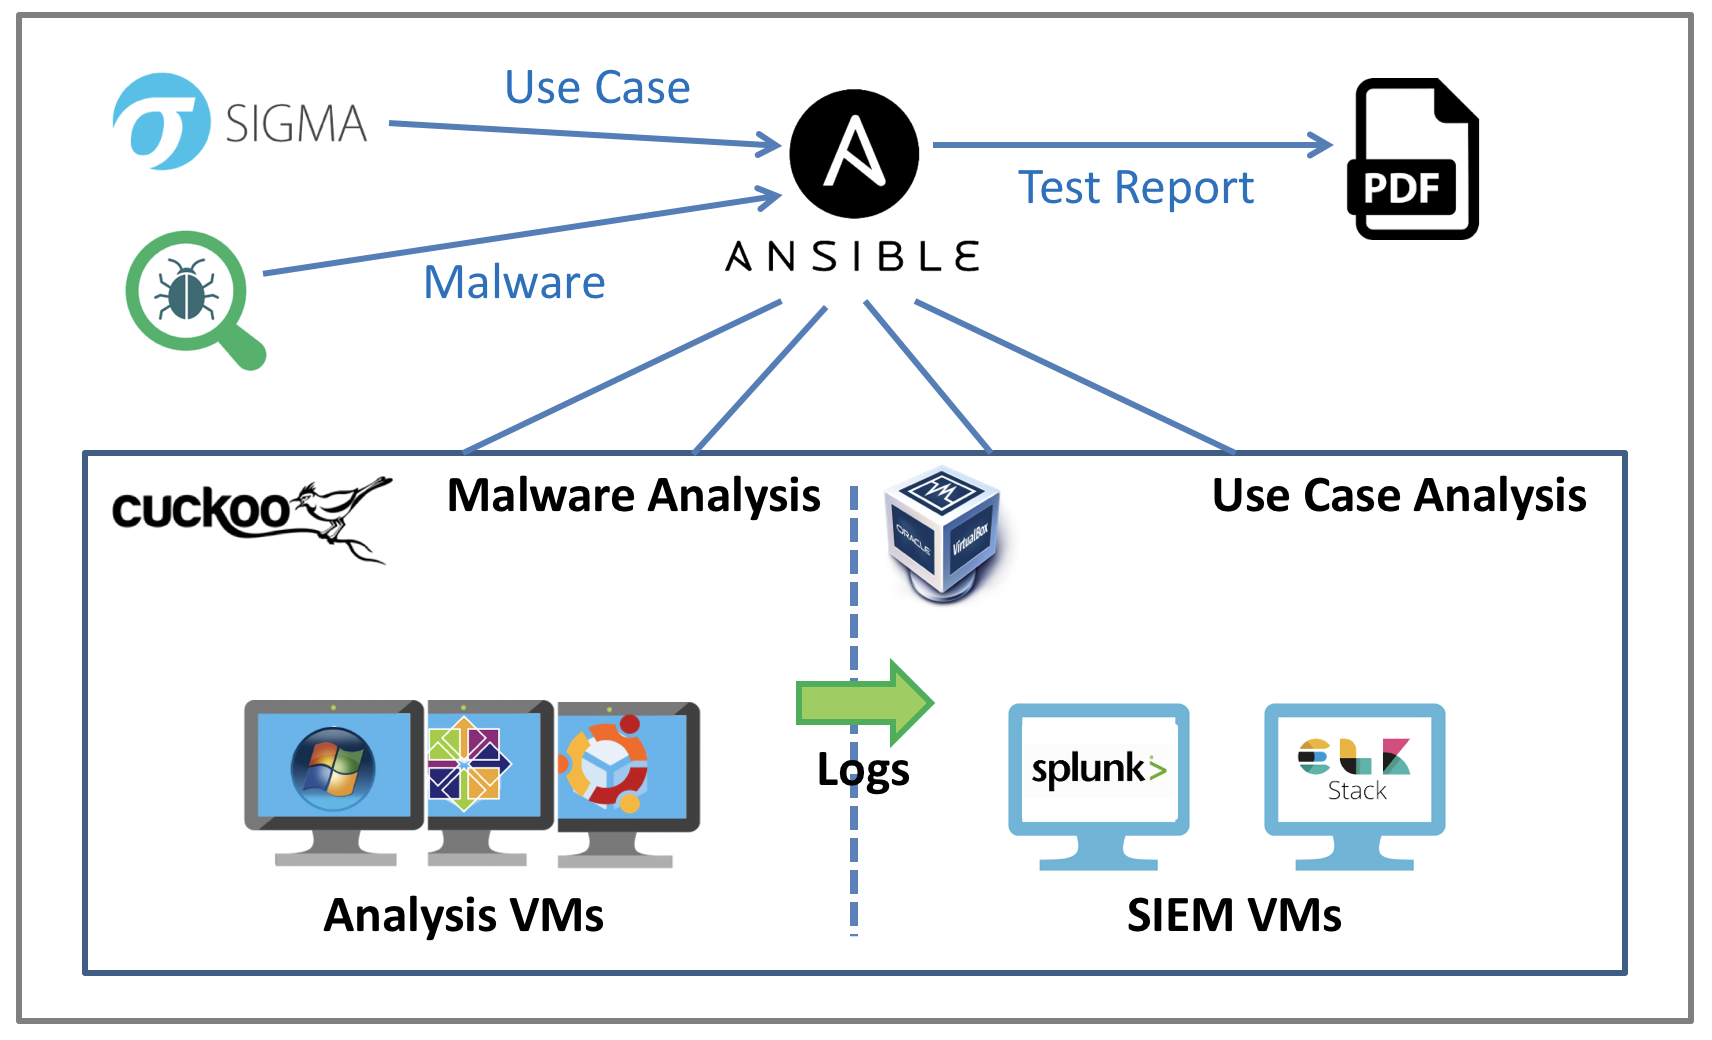 SIGMA
Use Case
Malware
ANSIBLE
Test Report
PDF
cuckoo
Malware Analysis
ORACLE
VirtualBox
Use Case Analysis
Logs
splunk>
ELK
Stack
Analysis VMs
SIEM VMs